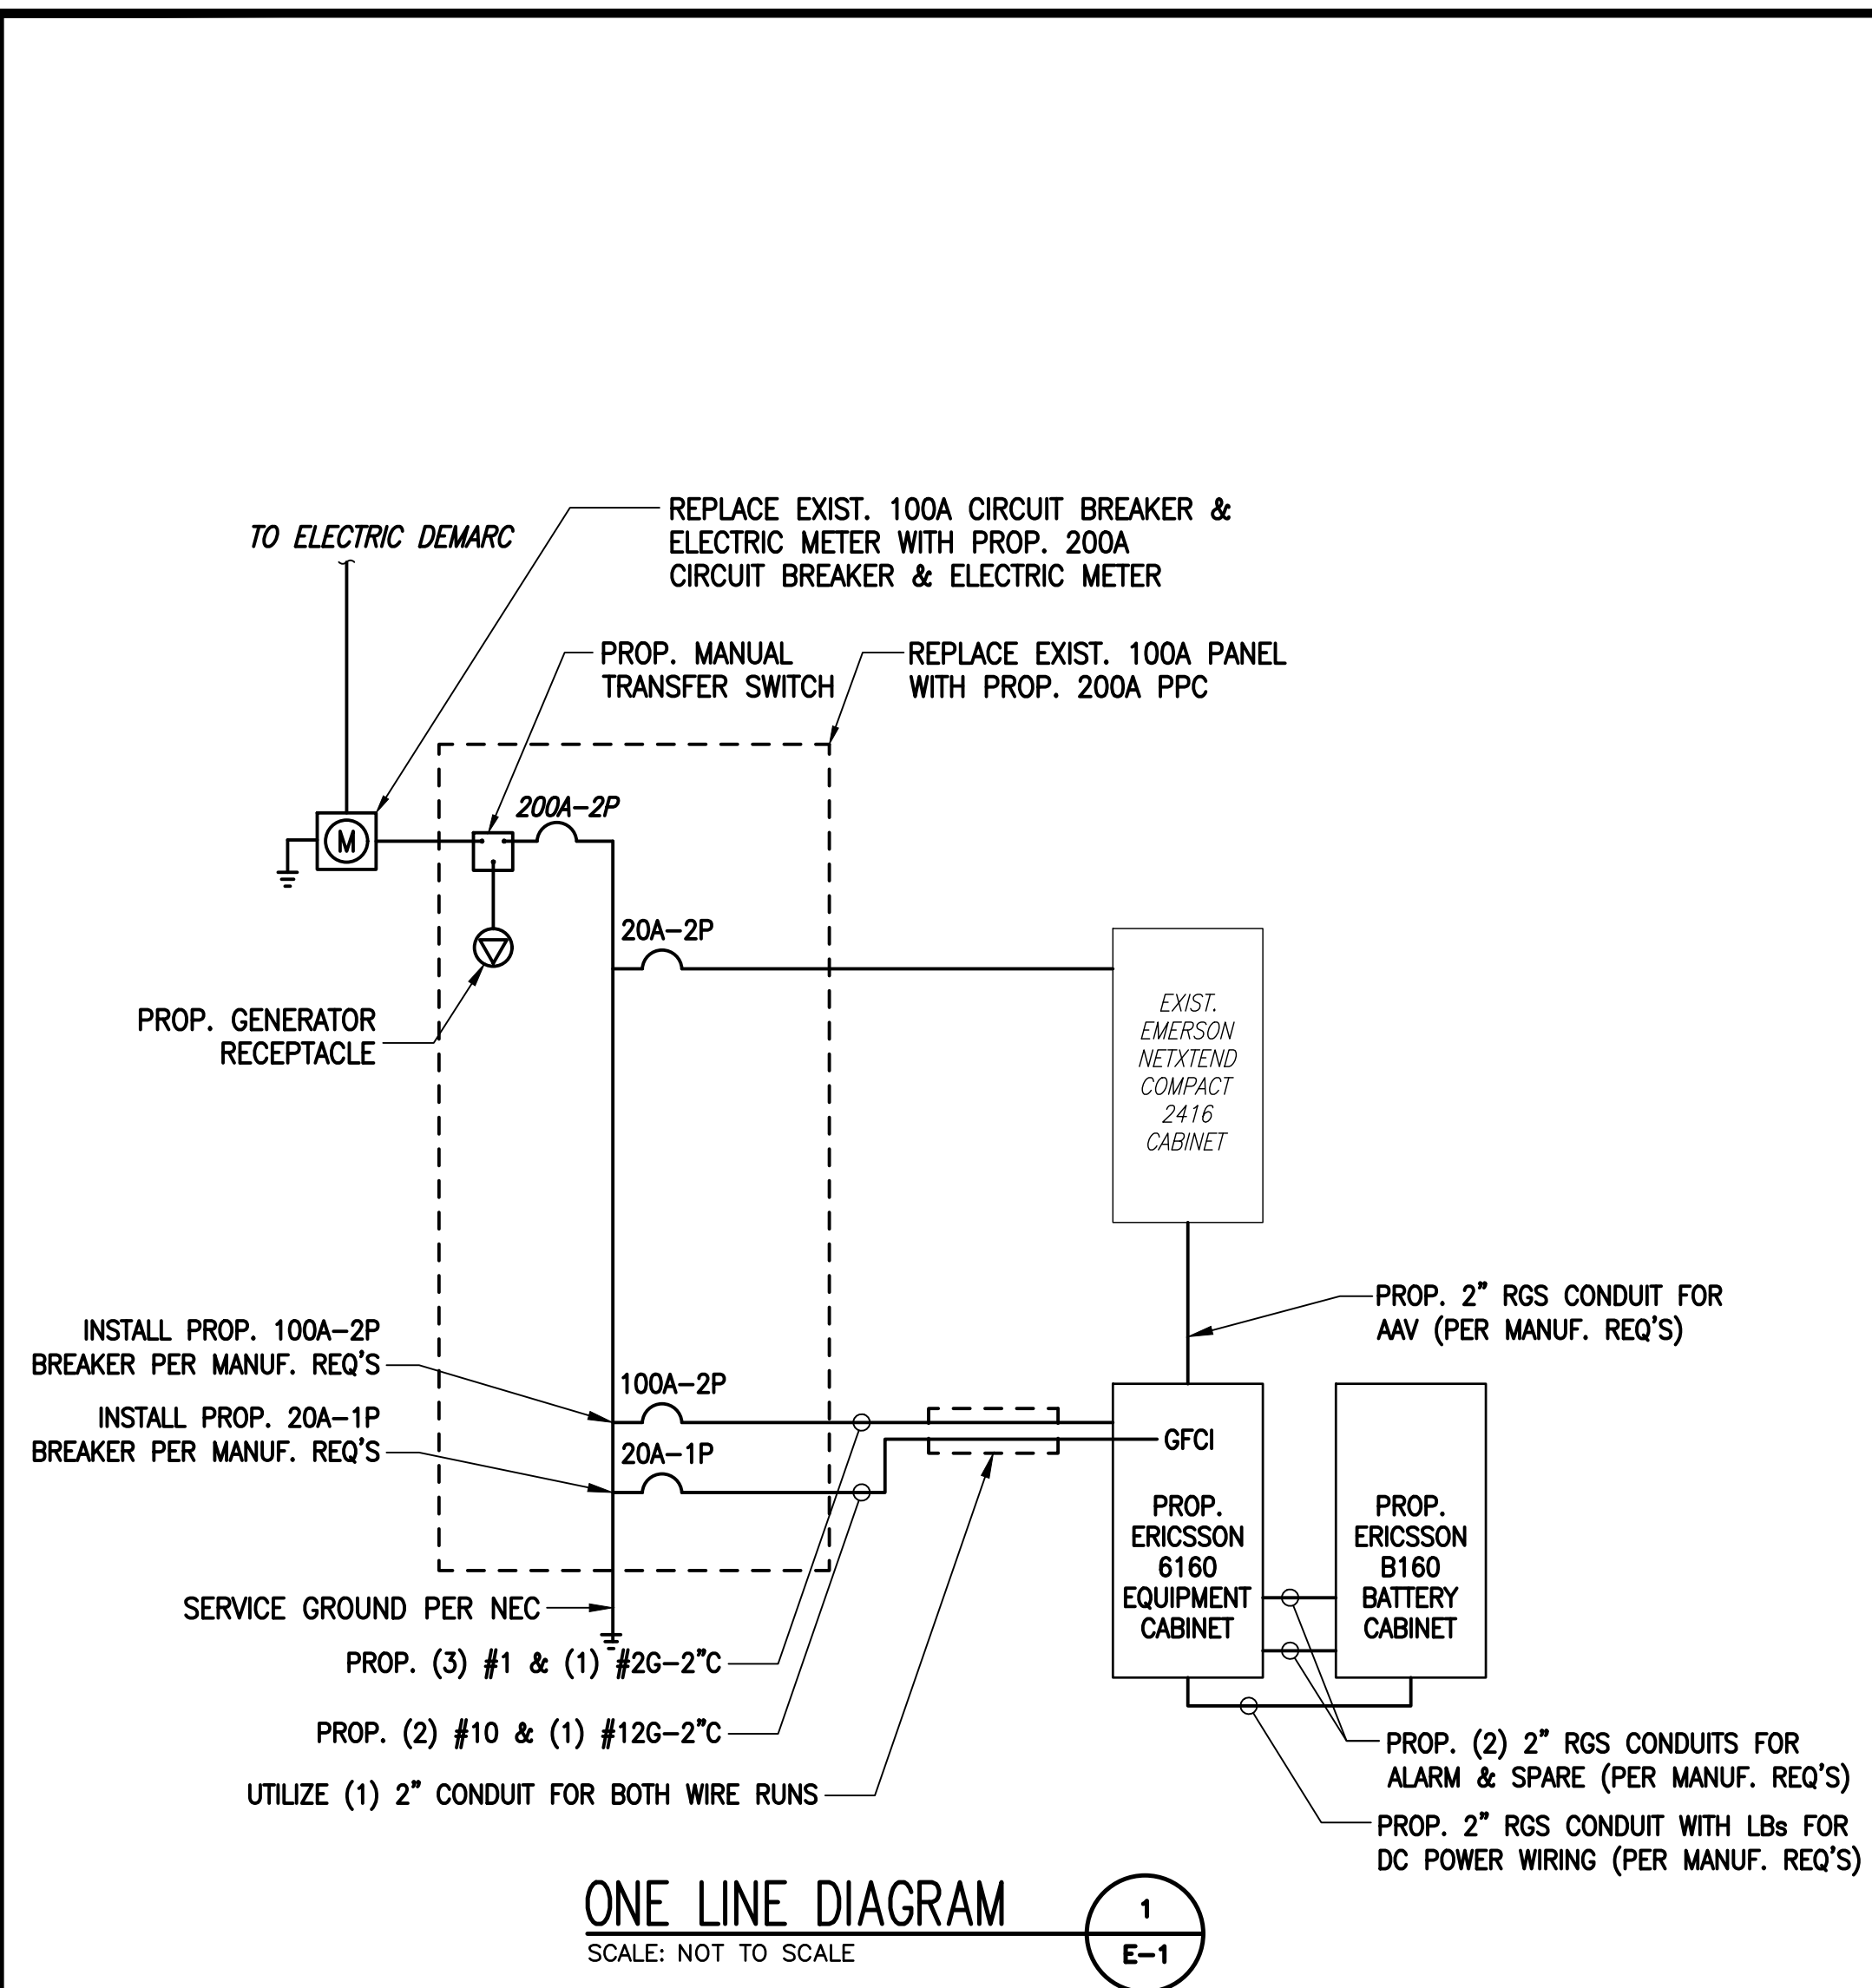 TO ELECTRIC DEMARC
REPLACE EXIST. 100A CIRCUIT BREAKER &
ELECTRIC METER WITH PROP. 200A
CIRCUIT BREAKER & ELECTRIC METER
PROP. MANUAL
TRANSFER SWITCH
REPLACE EXIST. 100A PANEL
WITH PROP. 200A PPC
200A-2P
M
20A-2P
PROP. GENERATOR
RECEPTACLE
EXIST.
EMERSON
NETXTEND
COMPACT
2416
CABINET
PROP. 2" RGS CONDUIT FOR
AAV (PER MANUF. REQ'S)
INSTALL PROP. 100A-2P
BREAKER PER MANUF. REQ'S
100A-2P
INSTALL PROP. 20A-1P
BREAKER PER MANUF. REQ'S
20A-1P
GFCI
PROP.
ERICSSON
6160
EQUIPMENT
CABINET
PROP.
ERICSSON
B160
BATTERY
CABINET
SERVICE GROUND PER NEC
PROP. (3) #1 & (1) #2G-2"C
PROP. (2) #10 & (1) #12G-2"C
UTILIZE (1) 2" CONDUIT FOR BOTH WIRE RUNS
PROP. (2) 2" RGS CONDUITS FOR
ALARM & SPARE (PER MANUF. REQ'S)
PROP. 2" RGS CONDUIT WITH LBs FOR
DC POWER WIRING (PER MANUF. REQ'S)
ONE LINE DIAGRAM
SCALE: NOT TO SCALE
1
E-1